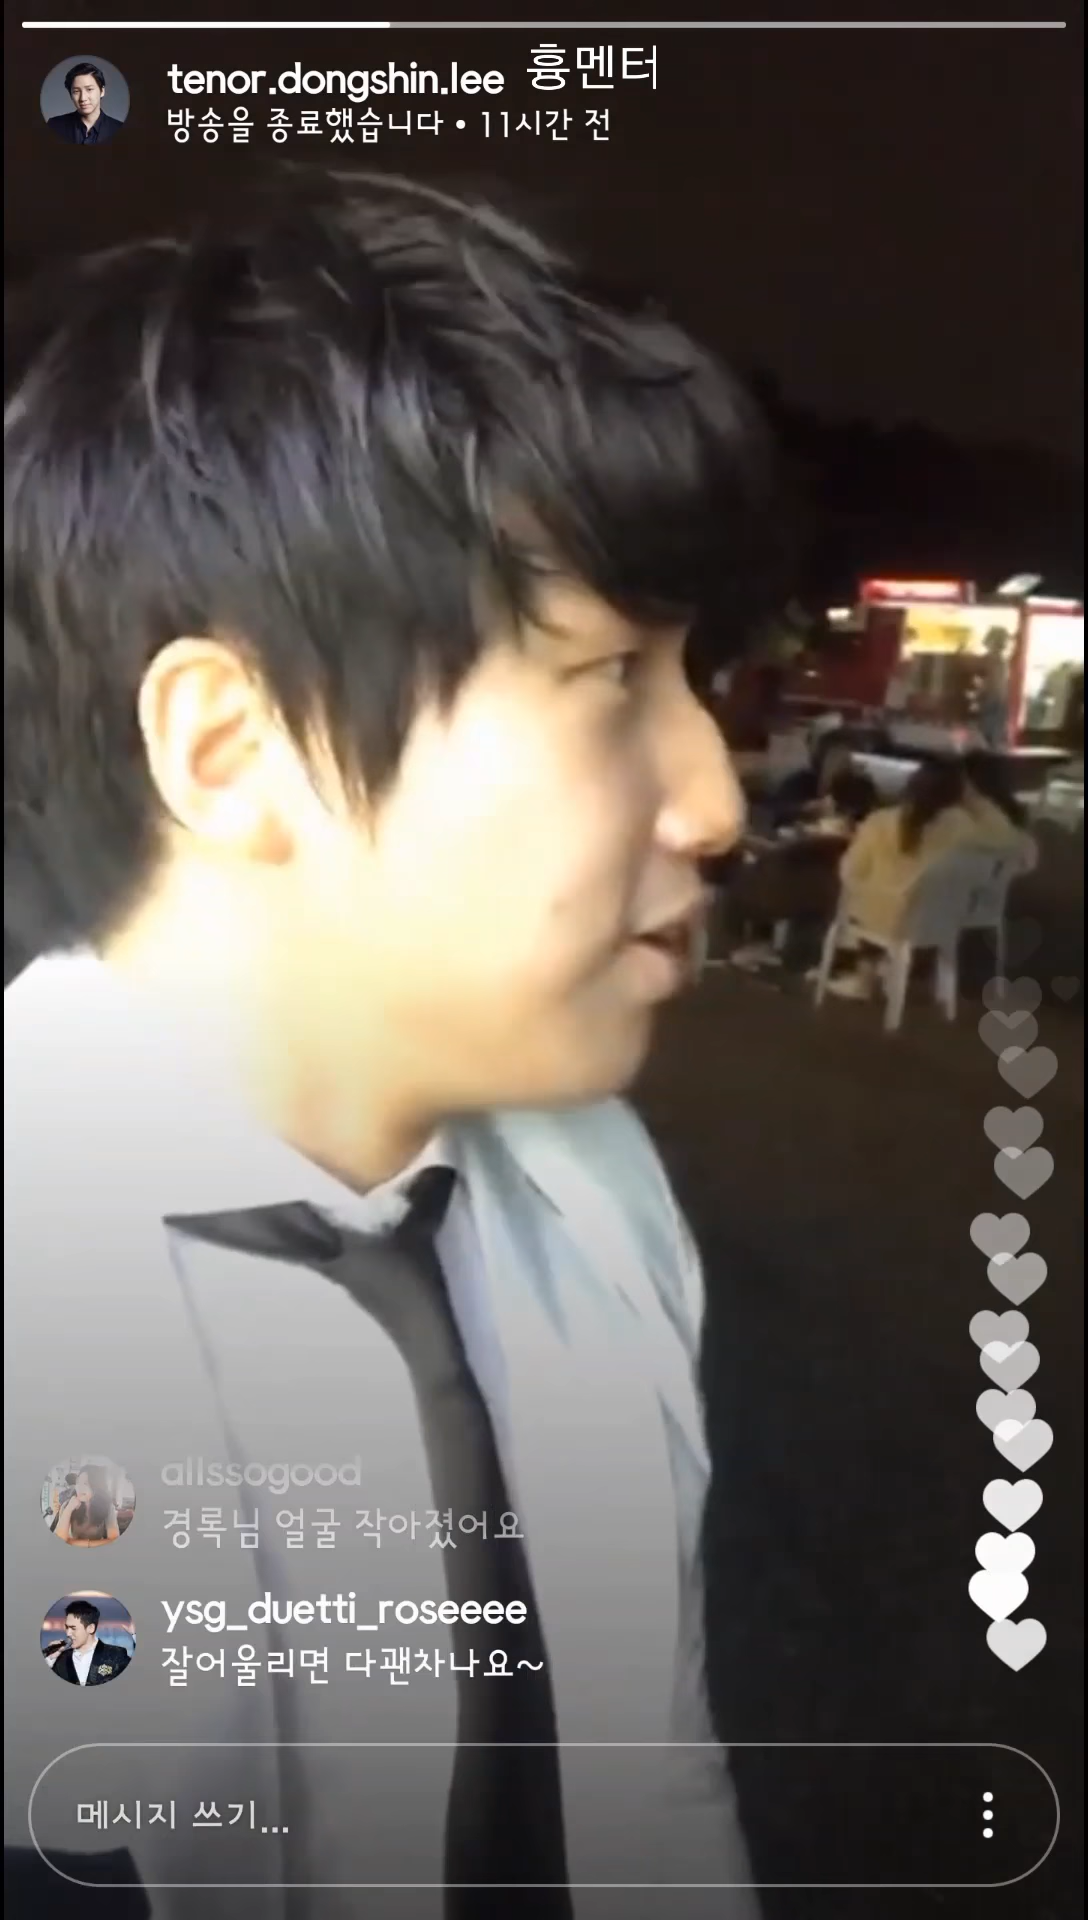 tenor.dongshin.lee 흉멘터
방송을 종료했습니다 • 11시간 전
allssogood
경록님 얼굴 작아졌어요
ysg_duetti_roseeee
잘어울리면 다괜차나요~
메시지 쓰기...